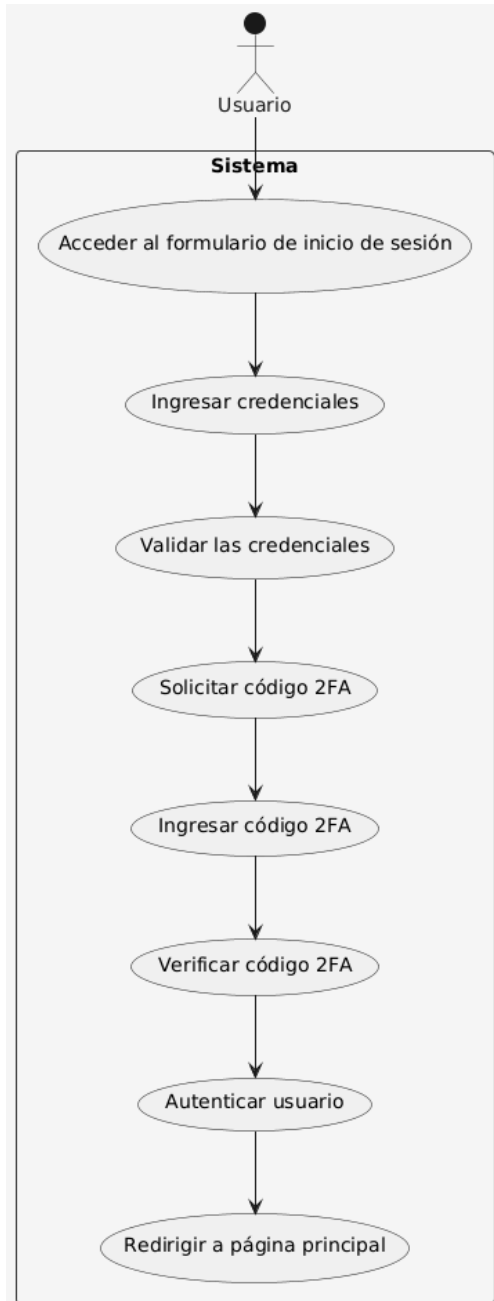 Usuario
Sistema
Acceder al formulario de inicio de sesión
Ingresar credenciales
Validar las credenciales
Solicitar código 2FA
Ingresar código 2FA
Verificar código 2FA
Autenticar usuario
Redirigir a página principal